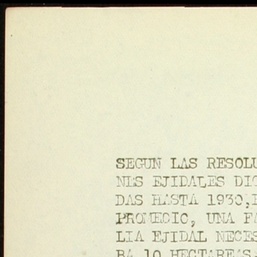 SEGUN LAS RESOLU
NES EJIDALES DIC
DAS HASTA 1930,
PROMEDIO, UNA FA
LIA EJIDAL NECES
BA 10 HECTAREAS